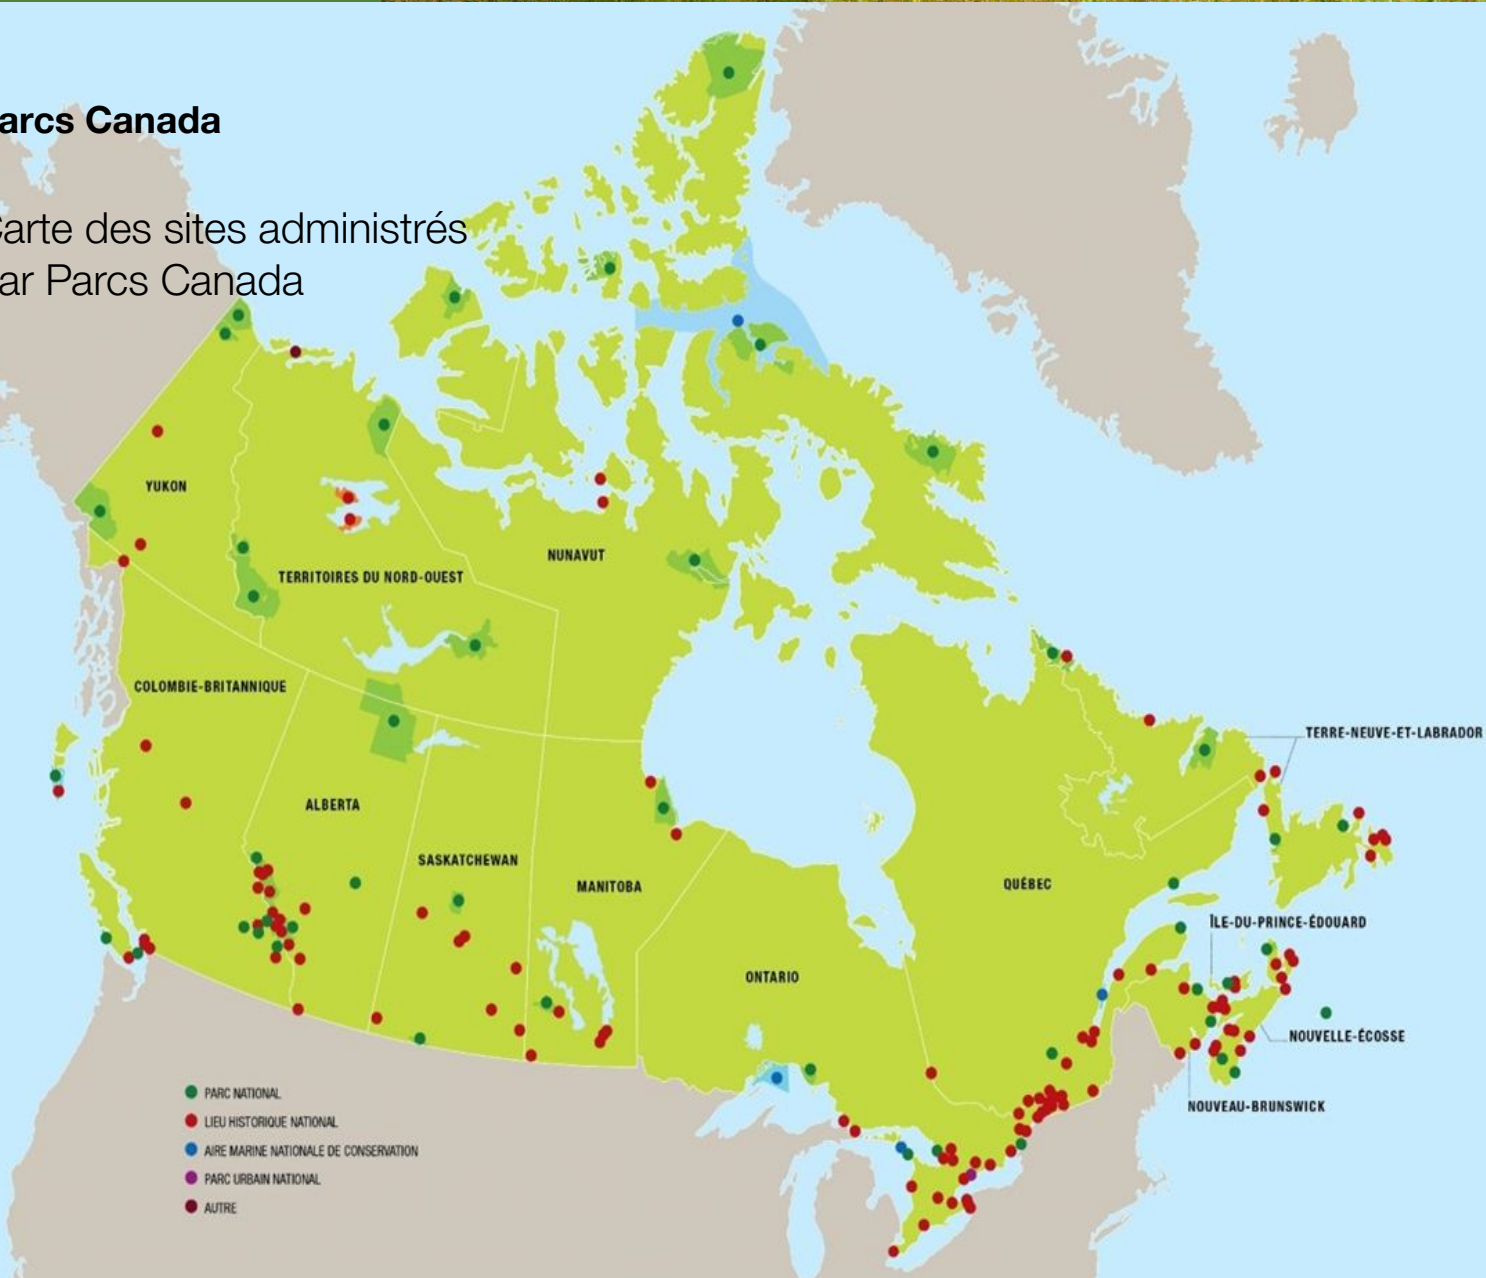 arcs Canada
Carte des sites administrés
ar Parcs Canada
YUKON
TERRITOIRES DU NORD-OUEST
NUNAVUT
COLOMBIE-BRITANNIQUE
TERRE-NEUVE-ET-LABRADOR
ALBERTA
SASKATCHEWAN
MANITOBA
QUÉBEC
ÎLE-DU-PRINCE-ÉDOUARD
ONTARIO
NOUVELLE-ÉCOSSE
NOUVEAU-BRUNSWICK
PARC NATIONAL
LIEU HISTORIQUE NATIONAL
AIRE MARINE NATIONALE DE CONSERVATION
PARC URBAIN NATIONAL
AUTRE